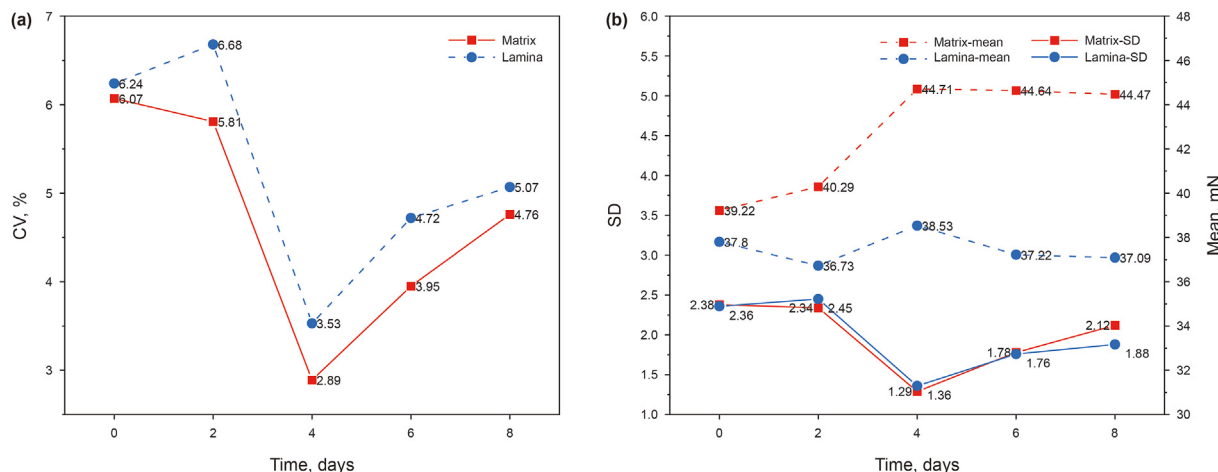 (a)
7
6
5
4
3
CV, %
Matrix
Lamina
6.24
6.07
6.68
5.81
3.53
2.89
4.72
3.95
5.07
4.76
0 2 4 6 8
Time, days
(b)
6.0
5.5
5.0
4.5
4.0
3.5
3.0
2.5
2.0
1.5
1.0
SD
Matrix-mean Matrix-SD
Lamina-mean Lamina-SD
44.71 44.64 44.47
39.22 40.29
37.8 36.73 38.53 37.22 37.09
2.38 2.36 2.34 2.45
1.29 1.36 1.78 1.76 2.12 1.88
48
46
44
42
40
38
36
34
32
30
Mean, mN
0 2 4 6 8
Time, days